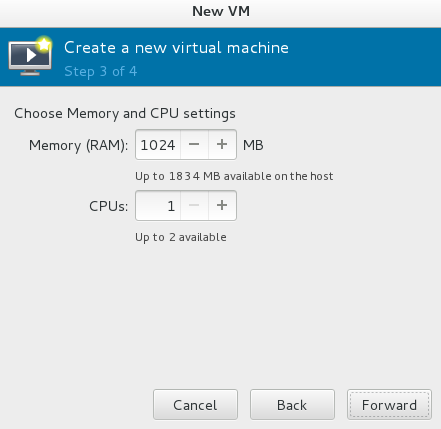 New VM
Create a new virtual machine
Step 3 of 4
Choose Memory and CPU settings
Memory (RAM): 1024 − + MB
Up to 1834 MB available on the host
CPUs: 1 − +
Up to 2 available
Cancel Back Forward